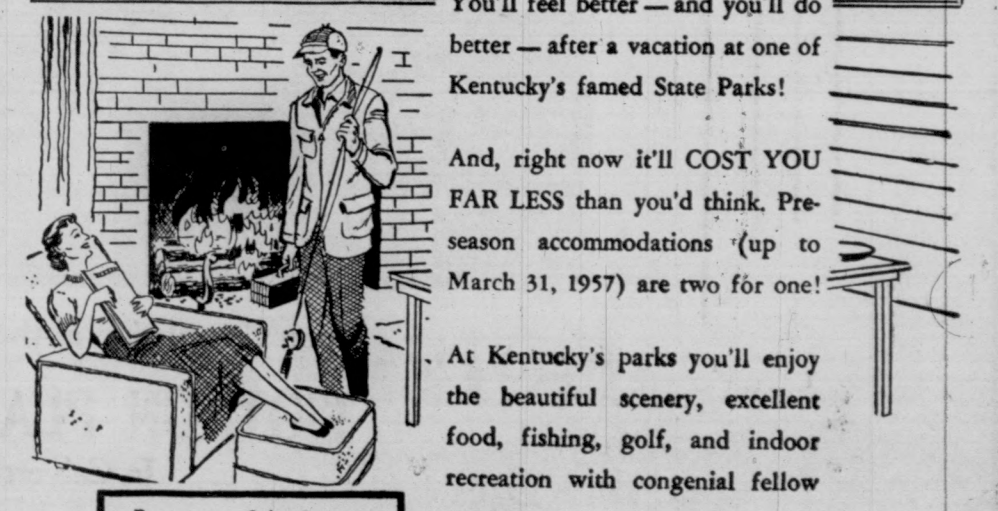 You'll feel better — and you'll do
better — after a vacation at one of
Kentucky's famed State Parks!
And, right now it'll COST YOU
FAR LESS than you'd think. Pre-
season accommodations (up to
March 31, 1957) are two for one!
At Kentucky's parks you'll enjoy
the beautiful scenery, excellent
food, fishing, golf, and indoor
recreation with congenial fellow